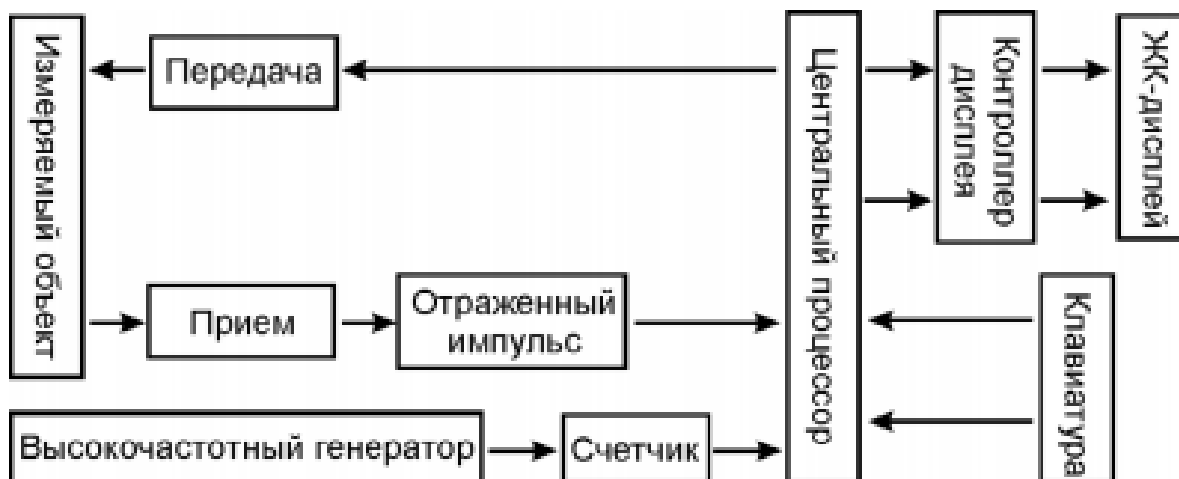 Измеряемый объект
Передача
Центральный процессор
Контроллер
дисплея
ЖК-дисплей
Прием
Отраженный
импульс
Клавиатура
Высокочастотный генератор
Счетчик